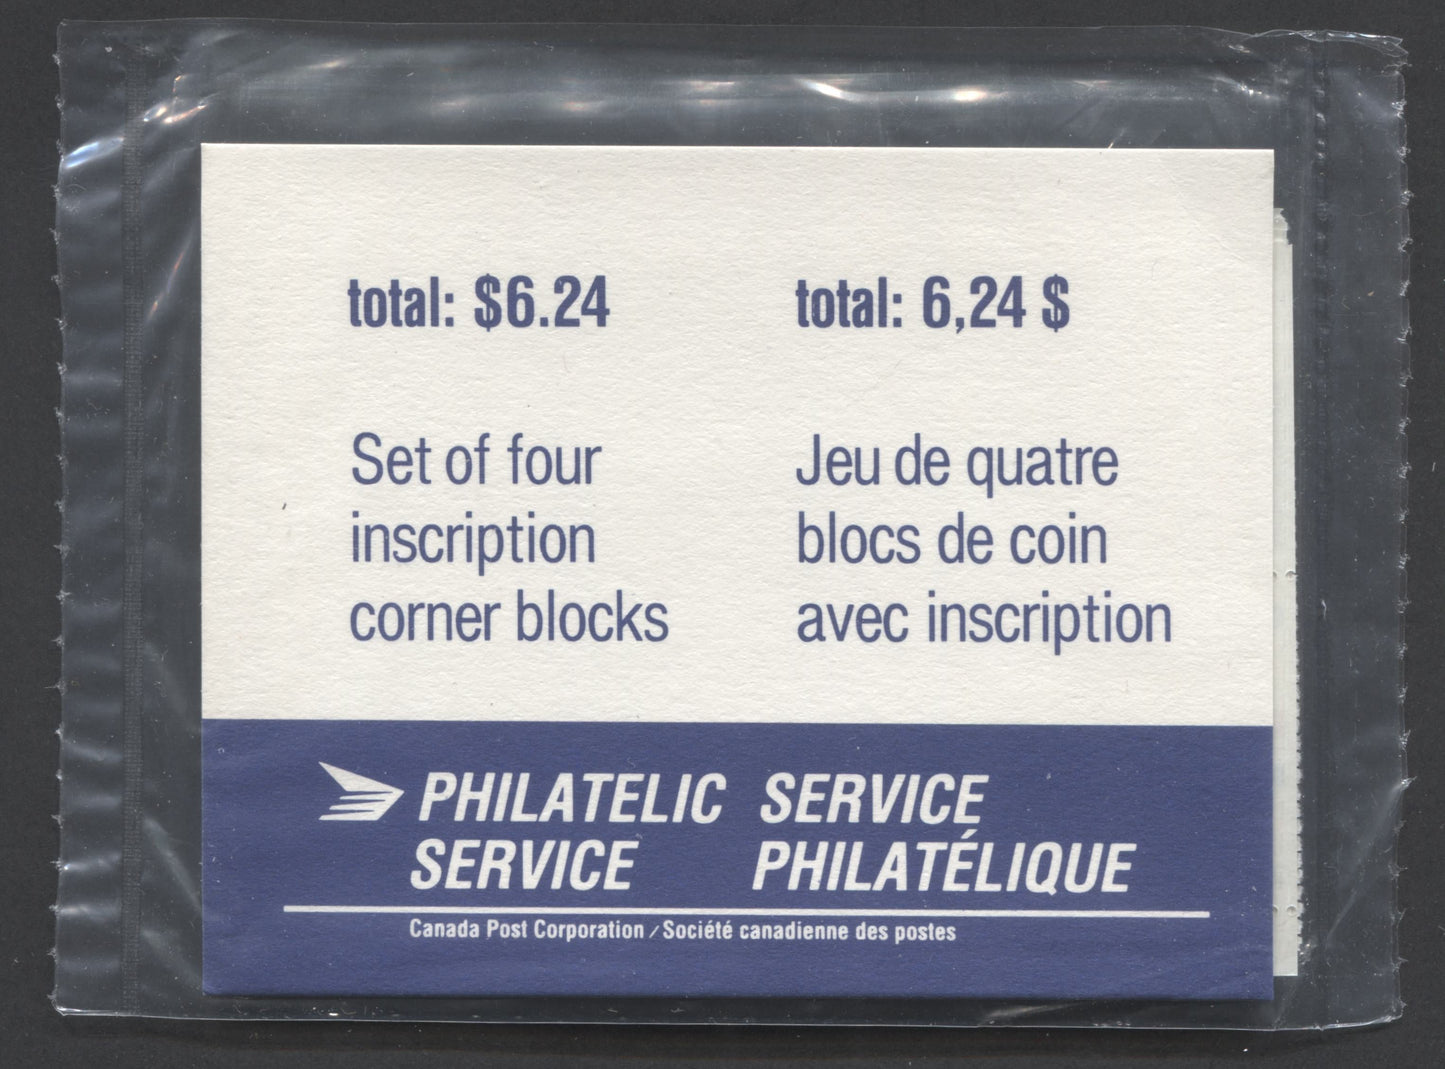 total: $6.24
Set of four
inscription
corner blocks
total: 6,24 $
Jeu de quatre
blocs de coin
avec inscription
PHILATELIC
SERVICE
SERVICE
PHILATÉLIQUE
Canada Post Corporation / Société canadienne des postes